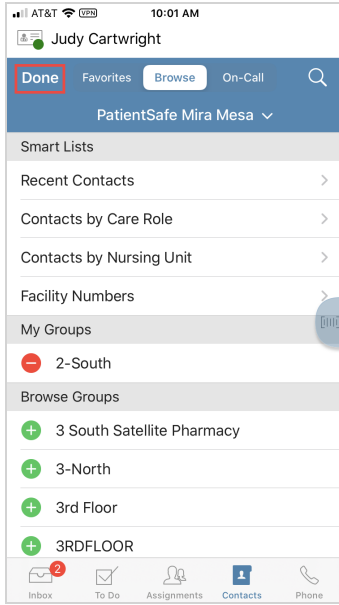 AT&T VPN 10:01 AM
Judy Cartwright
Done Favorites Browse On-Call
PatientSafe Mira Mesa
Smart Lists
Recent Contacts
Contacts by Care Role
Contacts by Nursing Unit
Facility Numbers
My Groups
2-South
Browse Groups
3 South Satellite Pharmacy
3-North
3rd Floor
3RDFLOOR
2
Inbox To Do Assignments Contacts Phone